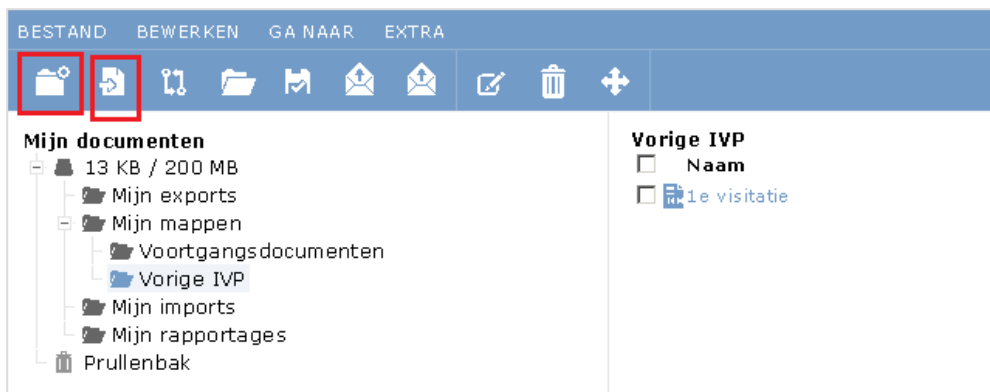 BESTAND BEWERKEN GA NAAR EXTRA
Mijn documenten
13 KB / 200 MB
Mijn exports
Mijn mappen
Voortgangsdocumenten
Vorige IVP
Mijn imports
Mijn rapportages
Prullenbak
Vorige IVP
Naam
1e visitatie